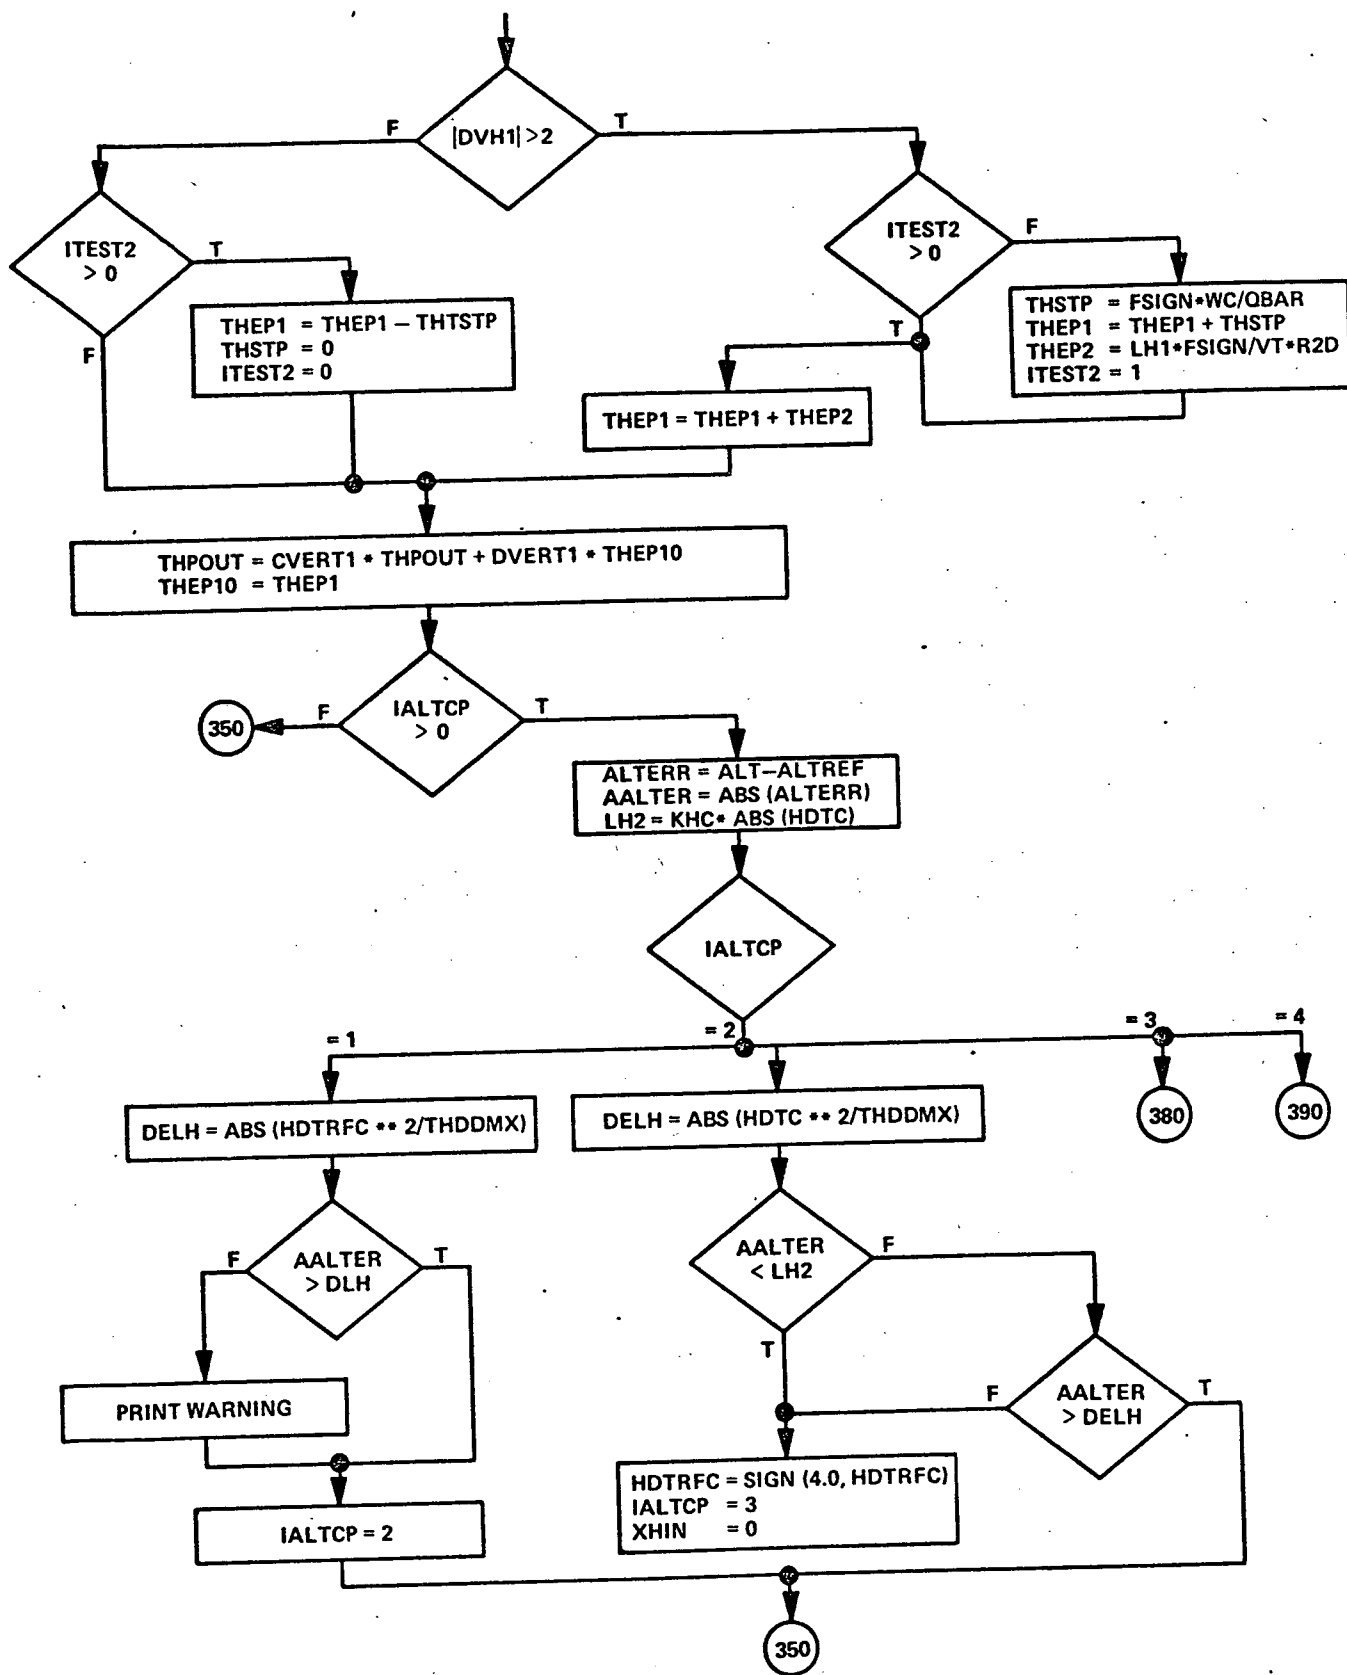 |DVH1| >2
F
T
ITEST2
> 0
T
F
THEP1 = THEP1 – THTSTP
THSTP = 0
ITEST2 = 0
ITEST2
> 0
F
T
THSTP = FSIGN*WC/QBAR
THEP1 = THEP1 + THSTP
THEP2 = LH1*FSIGN/VT*R2D
ITEST2 = 1
THEP1 = THEP1 + THEP2
THPOUT = CVERT1 * THPOUT + DVERT1 * THEP10
THEP10 = THEP1
IALTCP
> 0
F
T
350
ALTERR = ALT–ALTREF
AALTER = ABS (ALTERR)
LH2 = KHC* ABS (HDTC)
IALTCP
= 1
= 2
= 3
= 4
DELH = ABS (HDTRFC ** 2/THDDMX)
DELH = ABS (HDTC ** 2/THDDMX)
380
390
AALTER
> DLH
F
T
AALTER
< LH2
F
T
PRINT WARNING
AALTER
> DELH
F
T
IALTCP = 2
HDTRFC = SIGN (4.0, HDTRFC)
IALTCP = 3
XHIN = 0
350